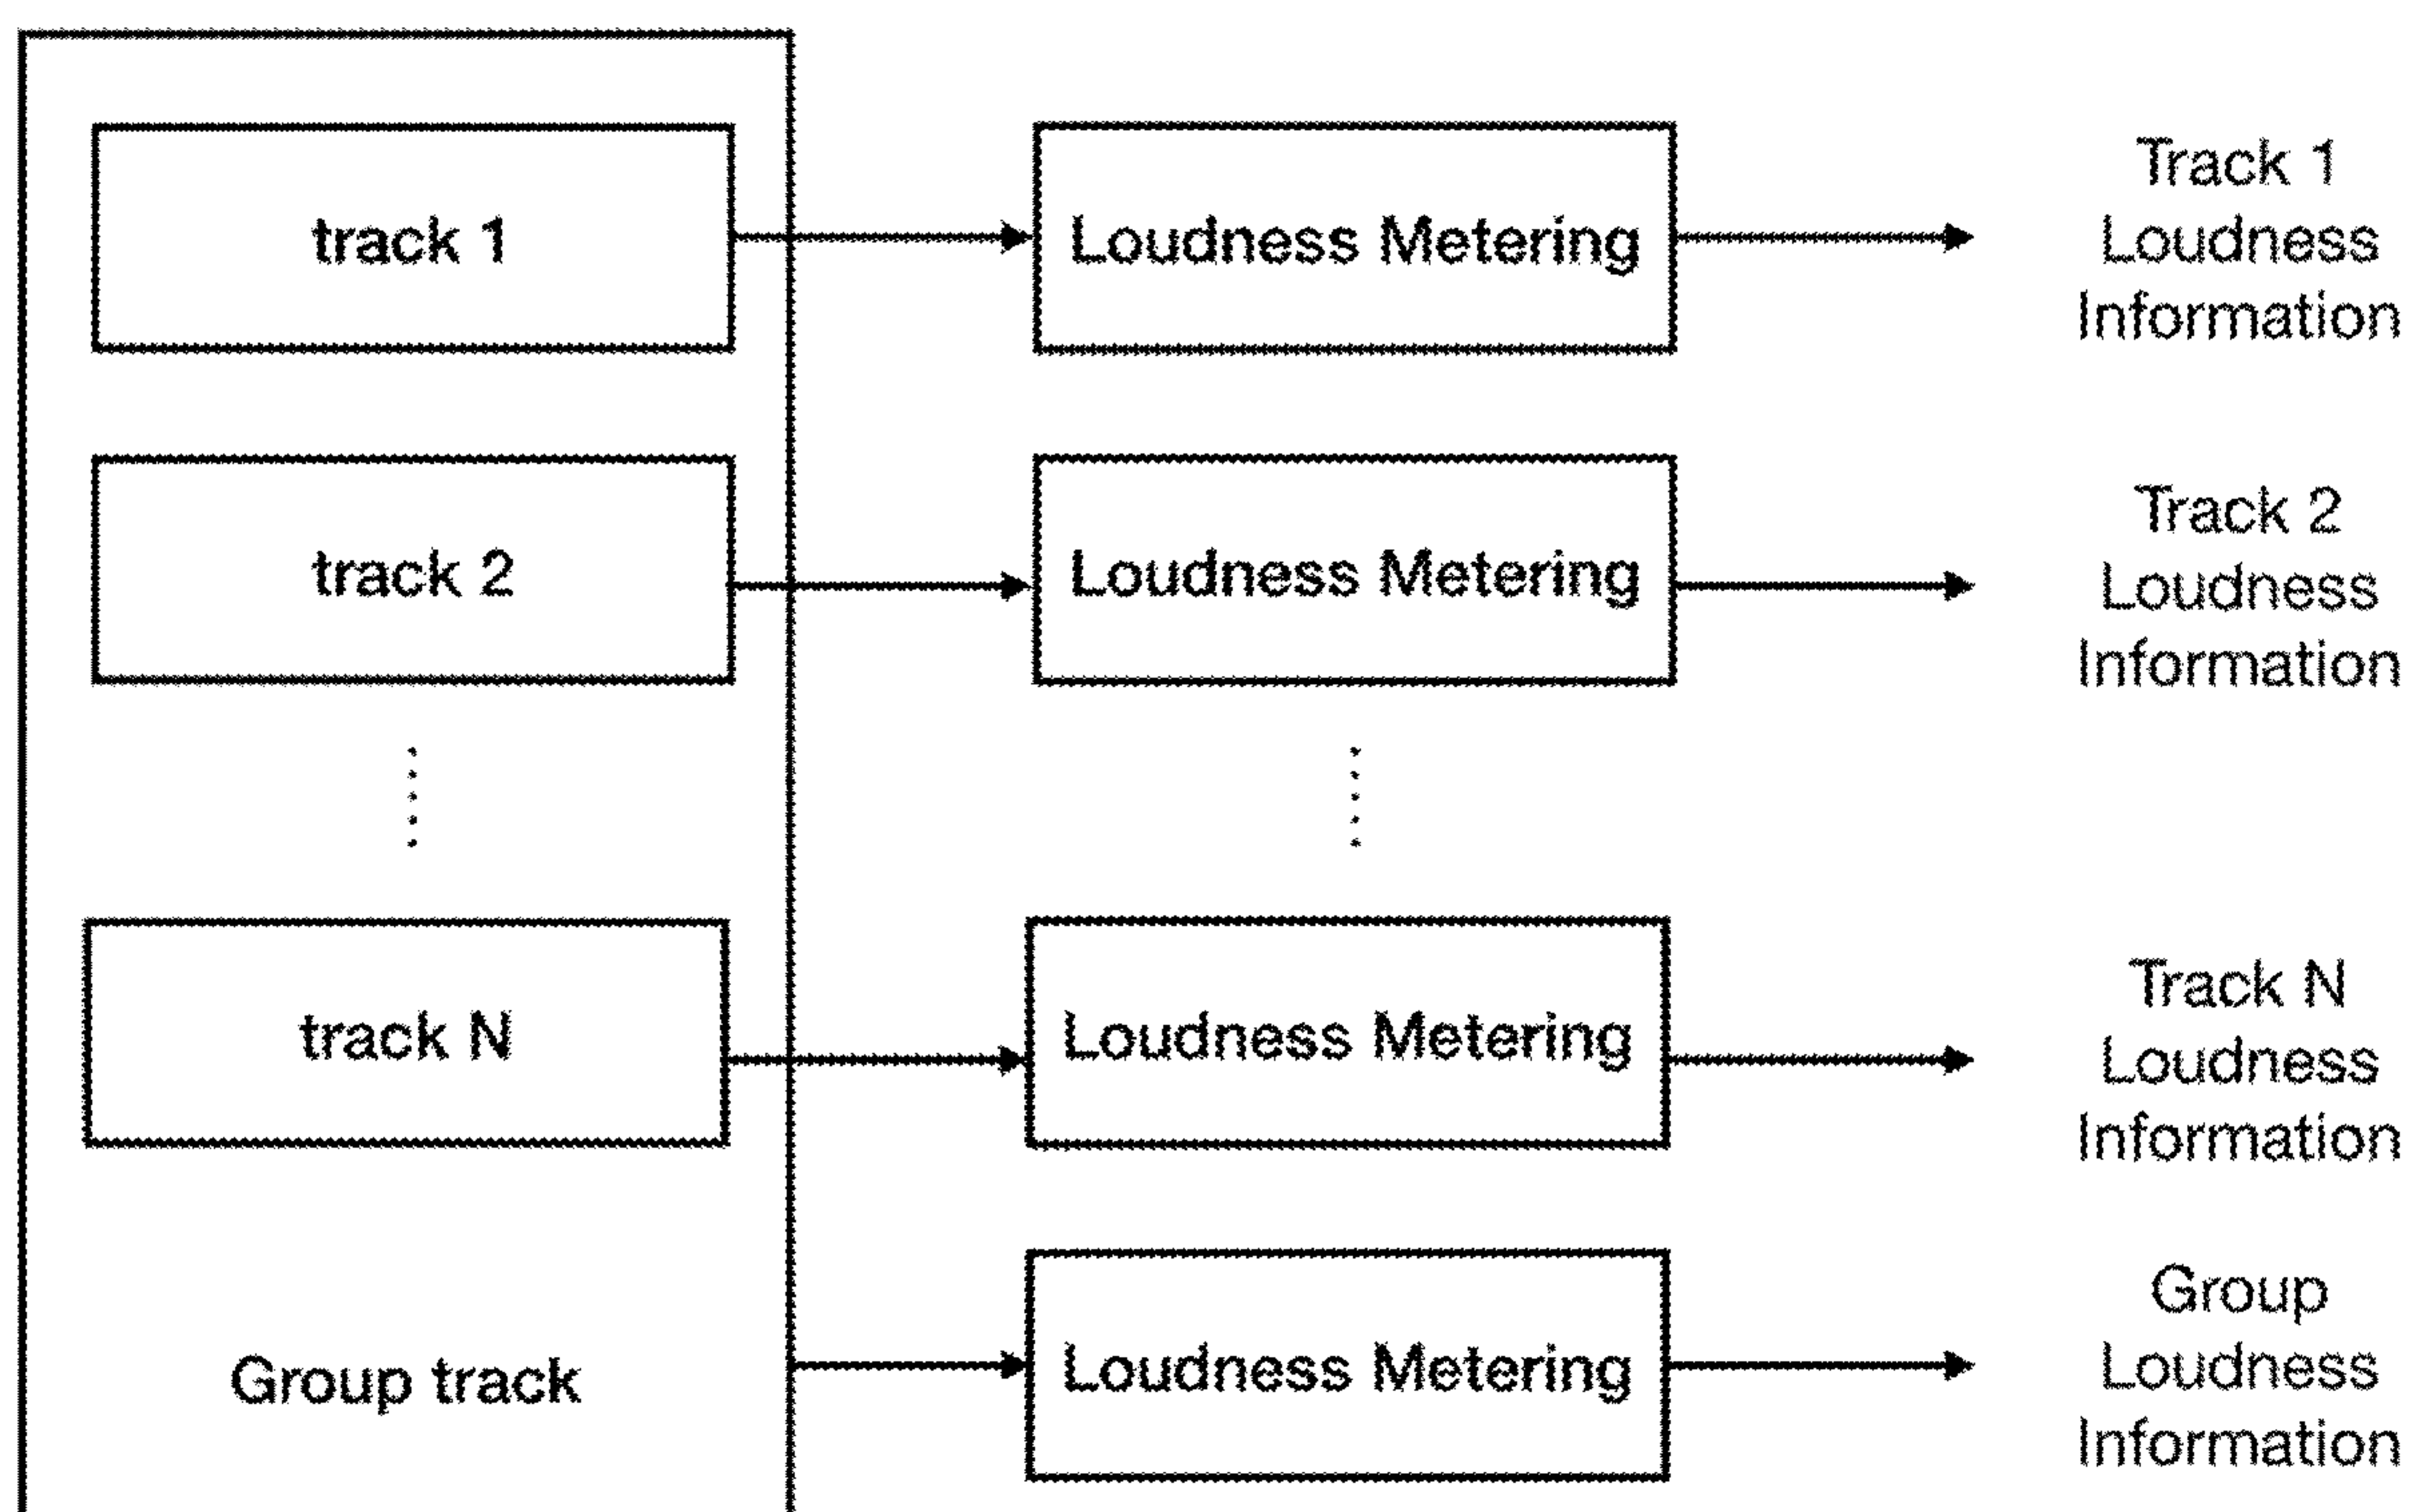 track 1
Loudness Metering
Track 1
Loudness
Information
track 2
Loudness Metering
Track 2
Loudness
Information
track N
Loudness Metering
Track N
Loudness
Information
Group track
Loudness Metering
Group
Loudness
Information